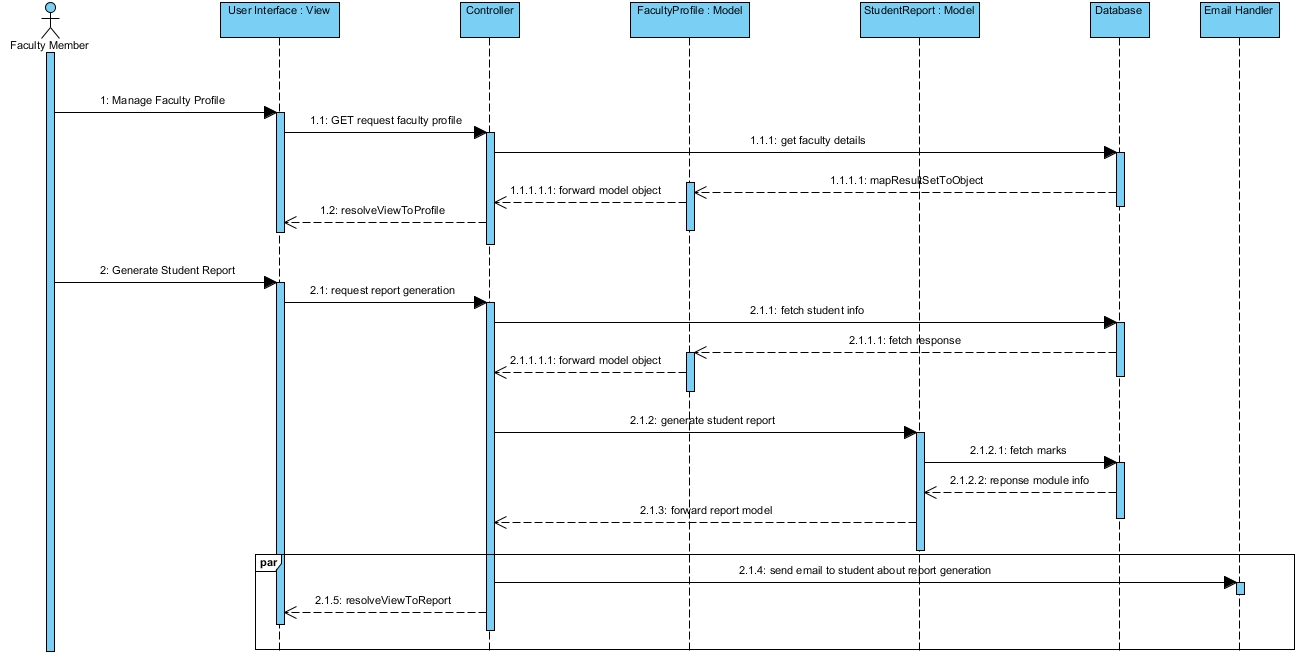 User Interface : View
Controller
FacultyProfile : Model
StudentReport : Model
Database
Email Handler
Faculty Member
1: Manage Faculty Profile
1.1: GET request faculty profile
1.1.1: get faculty details
1.1.1.1: mapResultSetToObject
1.1.1.1.1: forward model object
1.2: resolveViewToProfile
2: Generate Student Report
2.1: request report generation
2.1.1: fetch student info
2.1.1.1: fetch response
2.1.1.1.1: forward model object
2.1.2: generate student report
2.1.2.1: fetch marks
2.1.2.2: reponse module info
2.1.3: forward report model
par
2.1.4: send email to student about report generation
2.1.5: resolveViewToReport